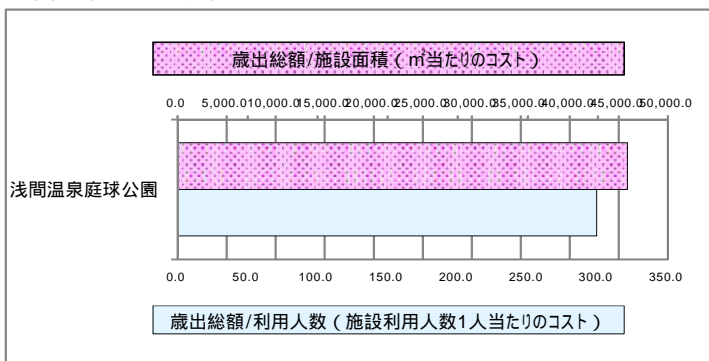 歳出総額/施設面積（㎡当たりのコスト）
0.0 5,000.0 10,000.0 15,000.0 20,000.0 25,000.0 30,000.0 35,000.0 40,000.0 45,000.0 50,000.0
浅間温泉庭球公園
0.0 50.0 100.0 150.0 200.0 250.0 300.0 350.0
歳出総額/利用人数（施設利用人数1人当たりのコスト）